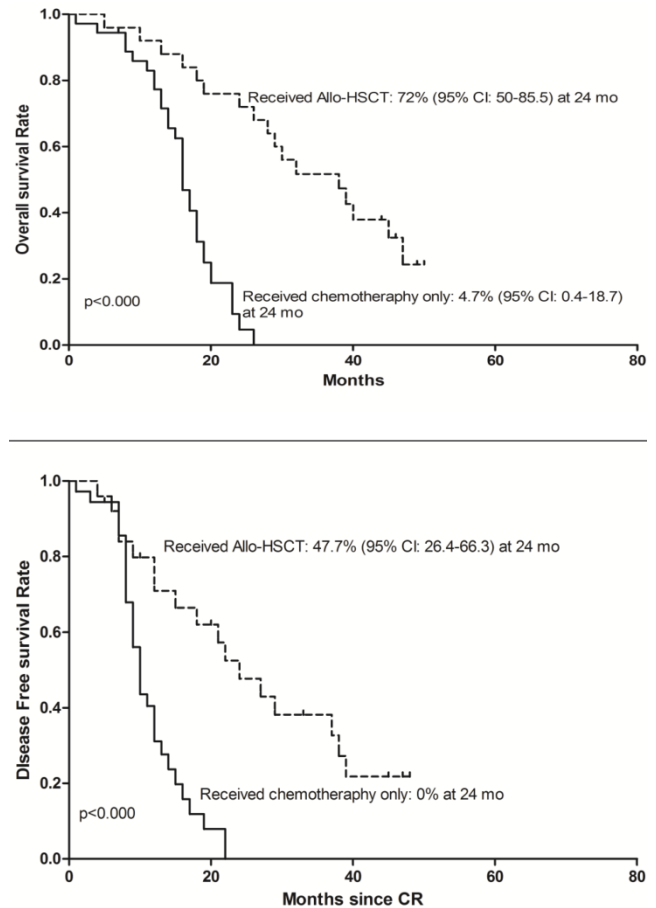 1.0
0.8
0.6
0.4
0.2
0.0
Overall survival Rate
Received Allo-HSCT: 72% (95% CI: 50-85.5) at 24 mo
Received chemotheraphy only: 4.7% (95% CI: 0.4-18.7)
at 24 mo
p<0.000
0
20
40
60
80
Months
1.0
0.8
0.6
0.4
0.2
0.0
DIsease Free survival Rate
Received Allo-HSCT: 47.7% (95% CI: 26.4-66.3) at 24 mo
Received chemotheraphy only: 0% at 24 mo
p<0.000
0
20
40
60
80
Months since CR